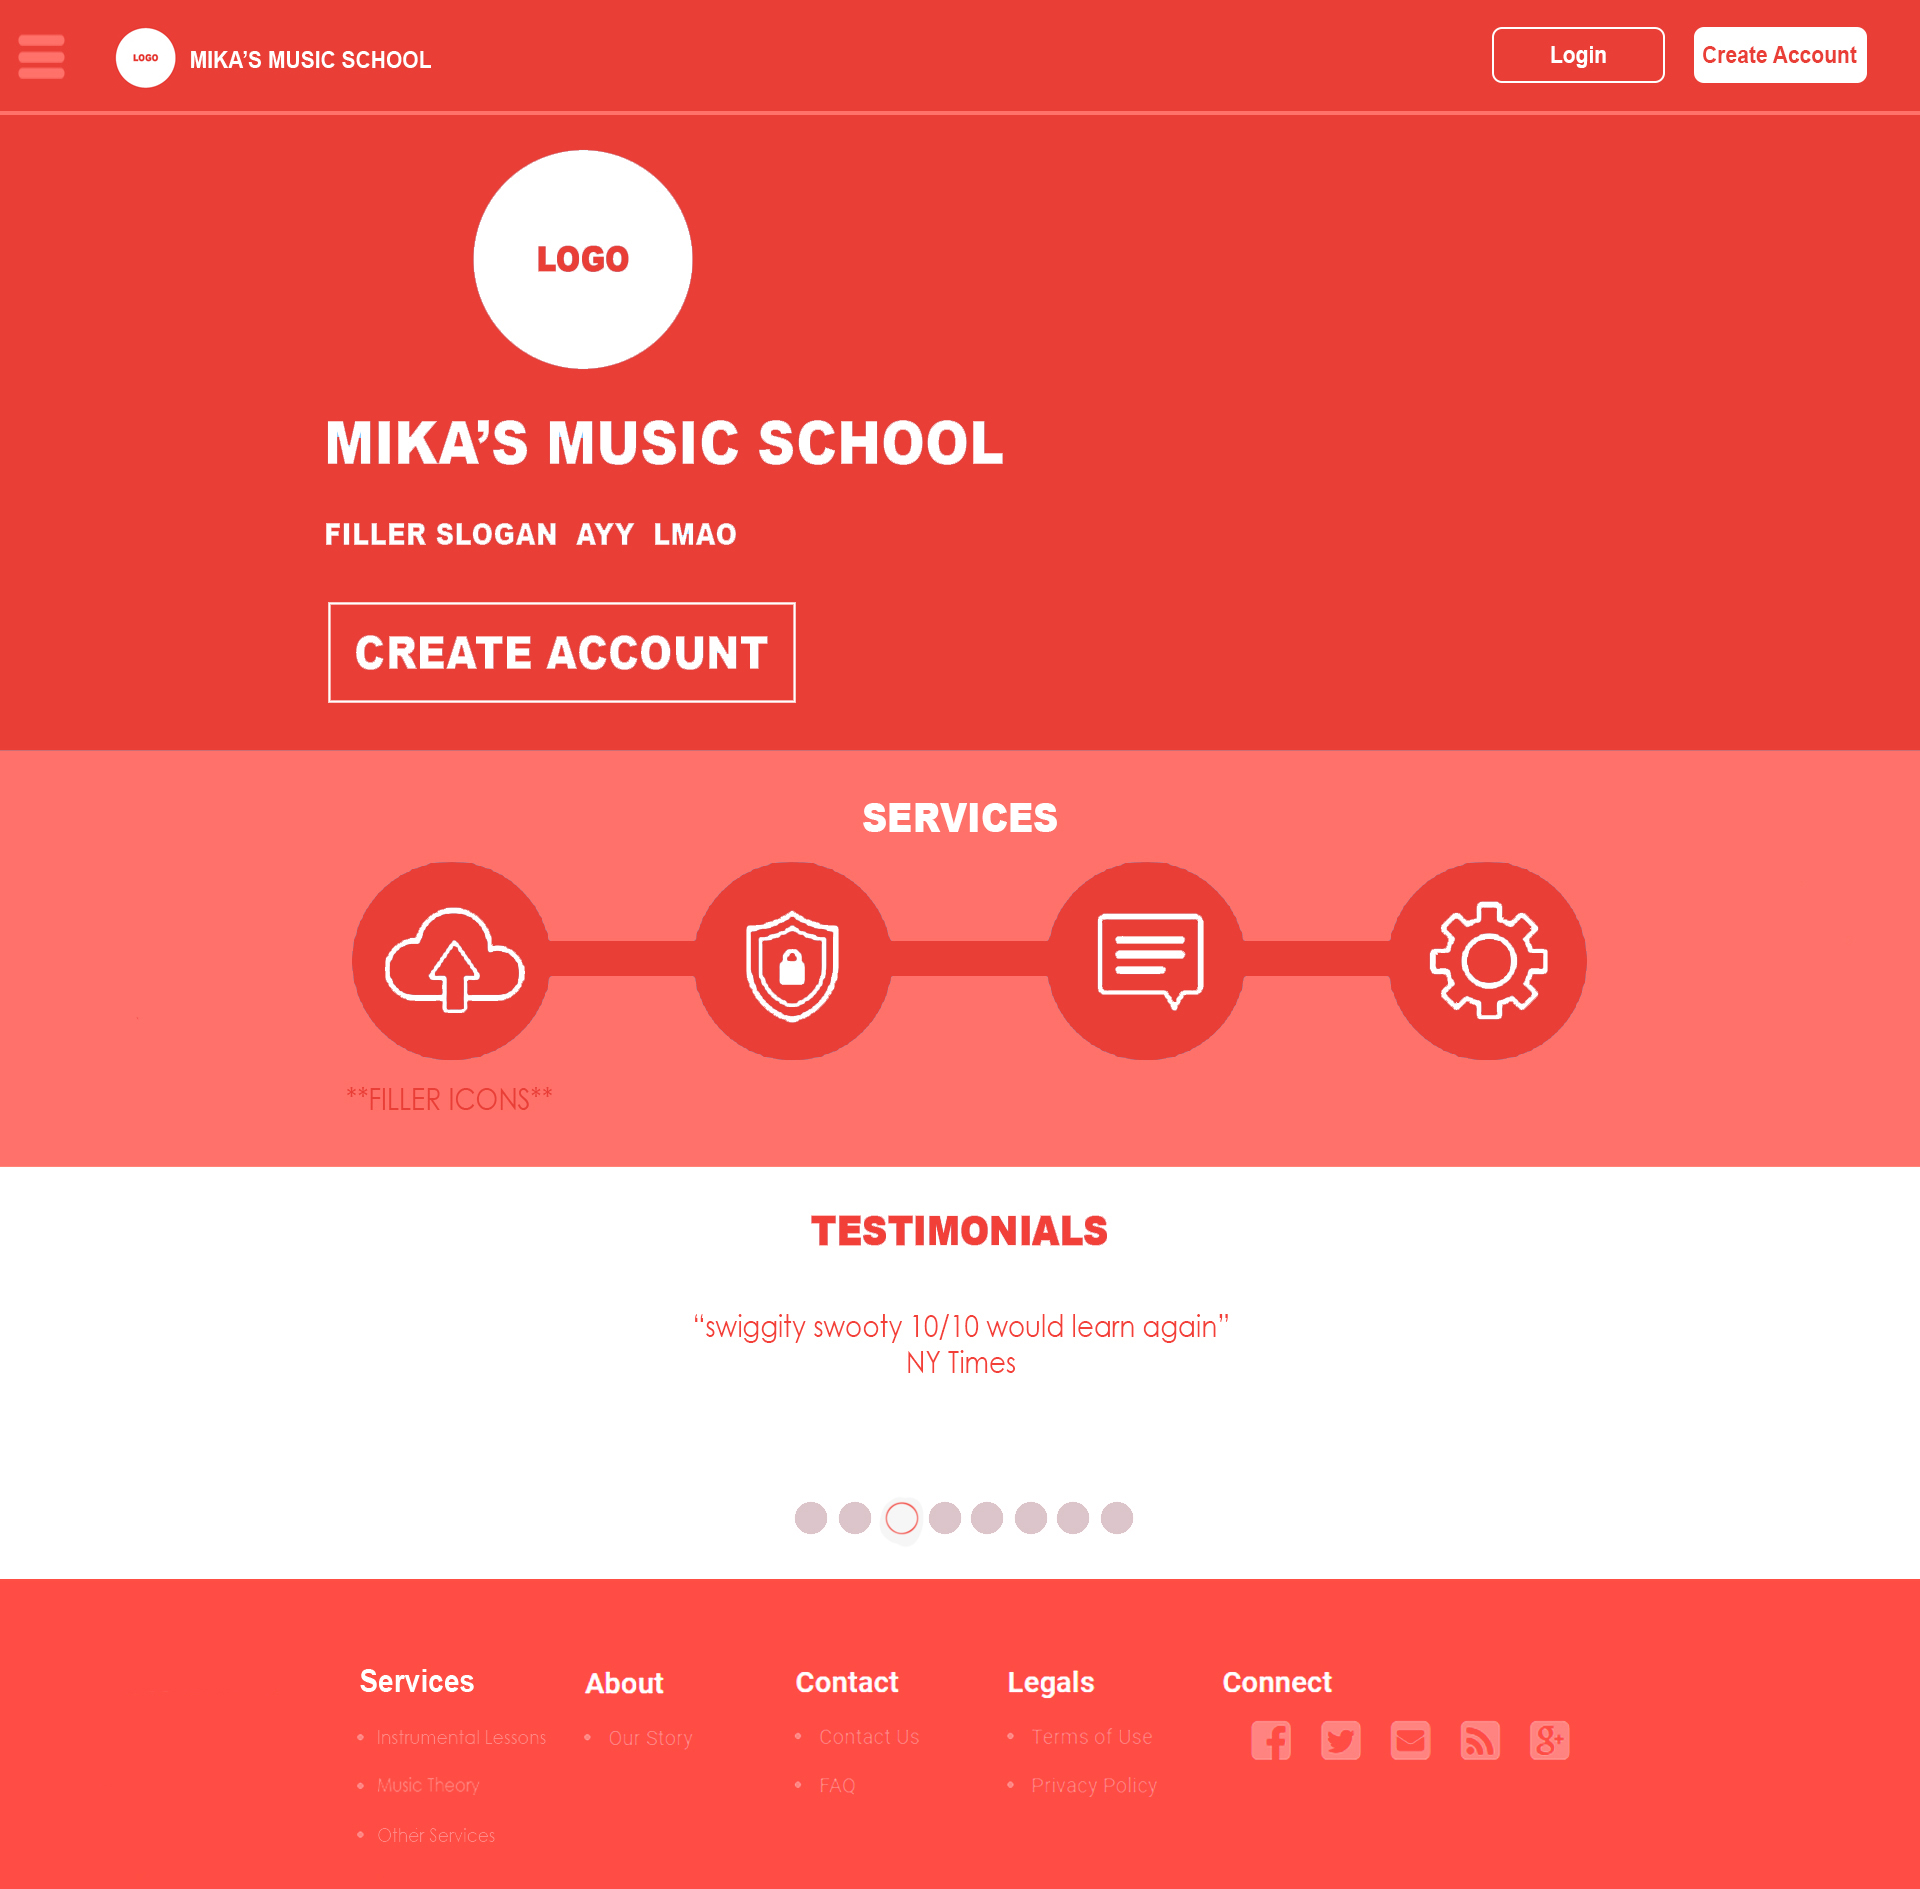 LOGO
MIKA’S MUSIC SCHOOL
Login
Create Account
LOGO
MIKA’S MUSIC SCHOOL
FILLER SLOGAN AYY LMAO
CREATE ACCOUNT
SERVICES
**FILLER ICONS**
TESTIMONIALS
“swiggity swooty 10/10 would learn again”
NY Times
Services
• Instrumental Lessons
• Music Theory
• Other Services
About
• Our Story
Contact
• Contact Us
• FAQ
Legals
• Terms of Use
• Privacy Policy
Connect
g+